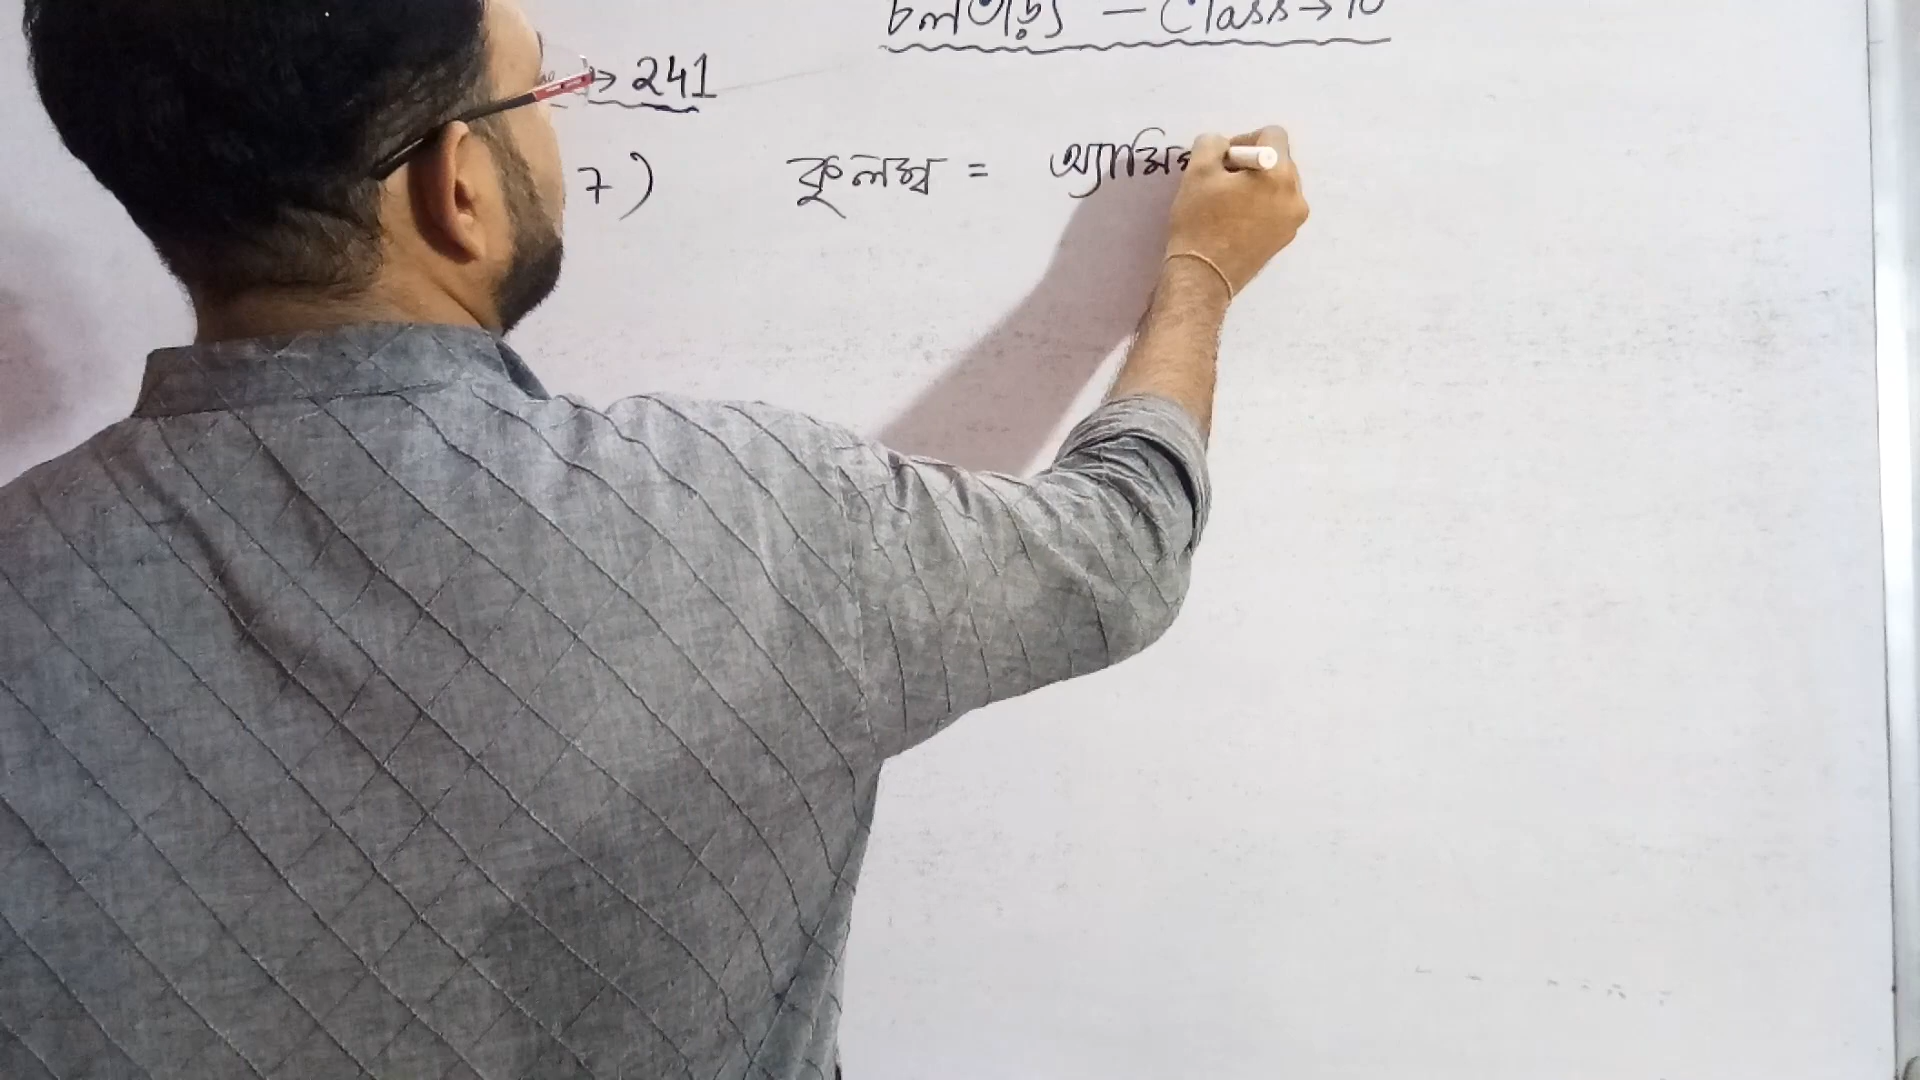 চলতড়িৎ – Class → 10
→ 241
7) কুলম্ব = অ্যাম্পি